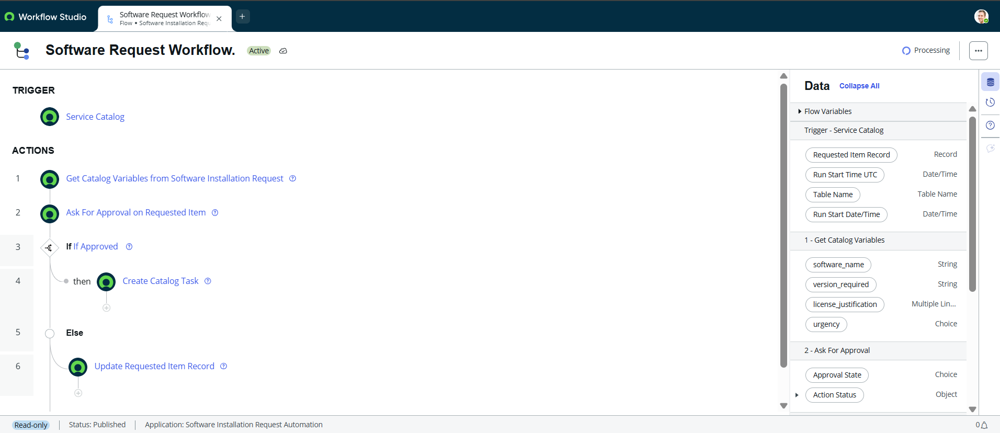 Workflow Studio
Software Request Workflow
Flow • Software Installation Requ
Software Request Workflow.
Active
Processing
TRIGGER
Service Catalog
ACTIONS
1
Get Catalog Variables from Software Installation Request
2
Ask For Approval on Requested Item
3
If If Approved
4
then Create Catalog Task
5
Else
6
Update Requested Item Record
Data Collapse All
Flow Variables
Trigger - Service Catalog
Requested Item Record Record
Run Start Time UTC Date/Time
Table Name Table Name
Run Start Date/Time Date/Time
1 - Get Catalog Variables
software_name String
version_required String
license_justification Multiple Lin...
urgency Choice
2 - Ask For Approval
Approval State Choice
Action Status Object
Read-only Status: Published Application: Software Installation Request Automation 0